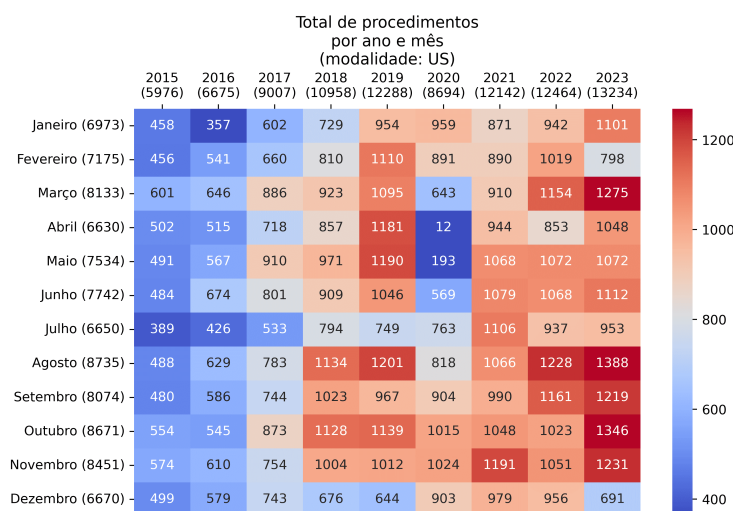 Total de procedimentos
por ano e mês
(modalidade: US)
2015 2016 2017 2018 2019 2020 2021 2022 2023
(5976) (6675) (9007) (10958) (12288) (8694) (12142) (12464) (13234)
Janeiro (6973) 458 357 602 729 954 959 871 942 1101
Fevereiro (7175) 456 541 660 810 1110 891 890 1019 798
Março (8133) 601 646 886 923 1095 643 910 1154 1275
Abril (6630) 502 515 718 857 1181 12 944 853 1048
Maio (7534) 491 567 910 971 1190 193 1068 1072 1072
Junho (7742) 484 674 801 909 1046 569 1079 1068 1112
Julho (6650) 389 426 533 794 749 763 1106 937 953
Agosto (8735) 488 629 783 1134 1201 818 1066 1228 1388
Setembro (8074) 480 586 744 1023 967 904 990 1161 1219
Outubro (8671) 554 545 873 1128 1139 1015 1048 1023 1346
Novembro (8451) 574 610 754 1004 1012 1024 1191 1051 1231
Dezembro (6670) 499 579 743 676 644 903 979 956 691
1200
1000
800
600
400